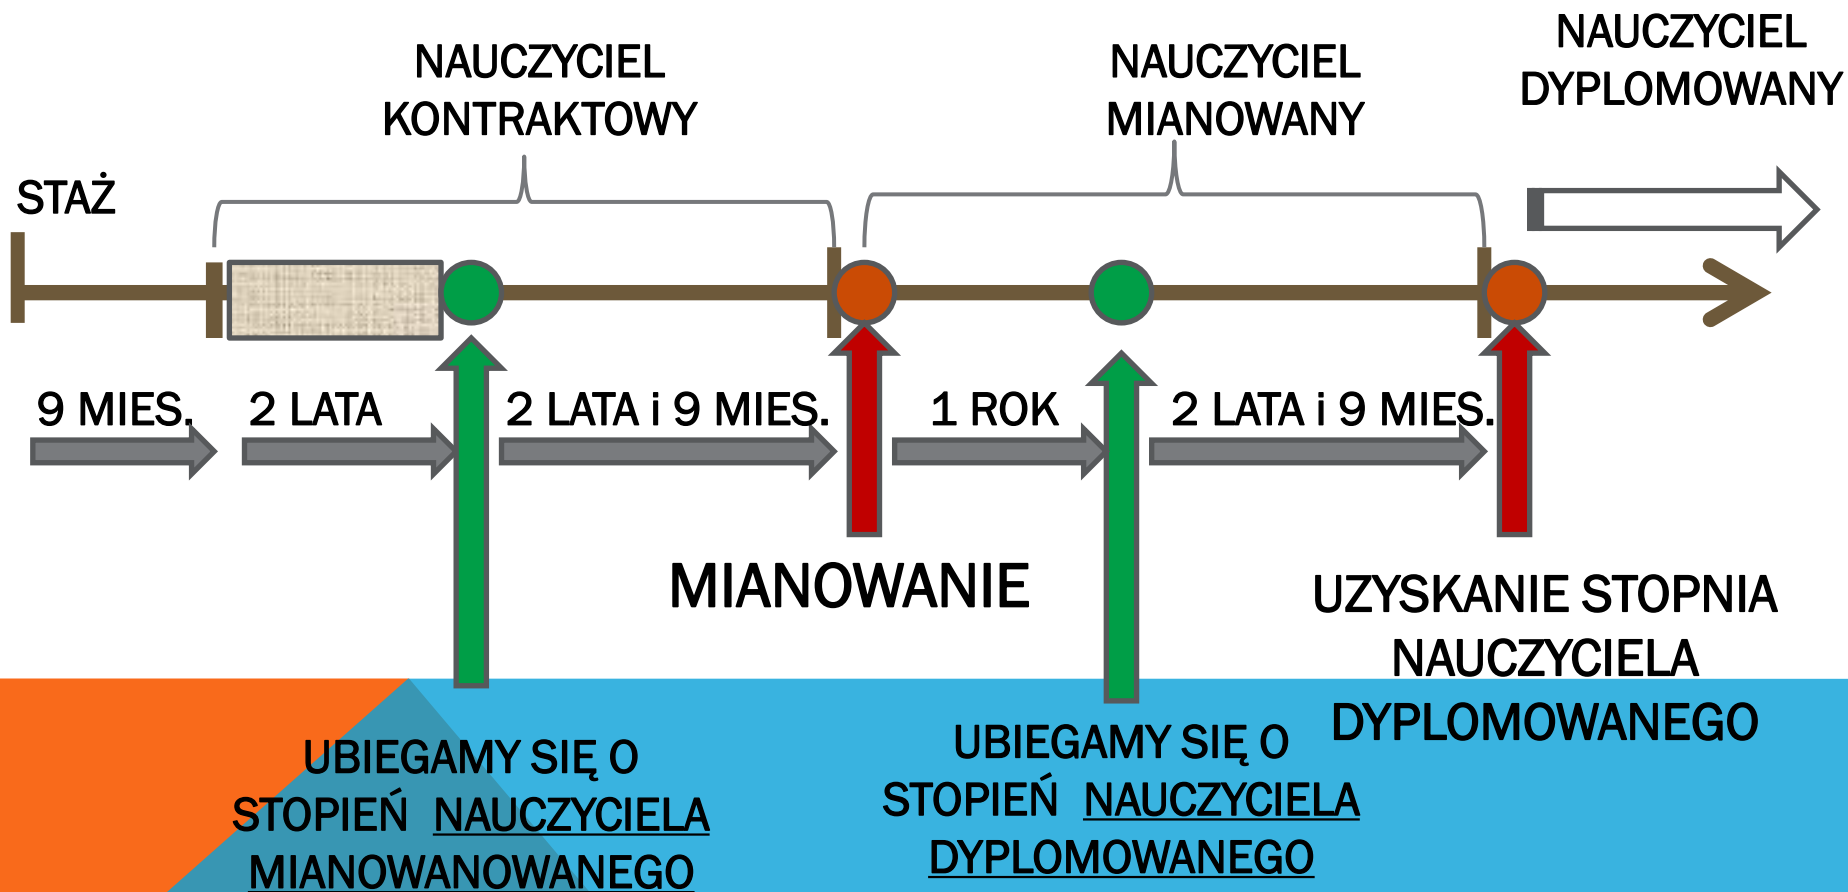 NAUCZYCIEL
KONTRAKTOWY
NAUCZYCIEL
MIANOWANY
NAUCZYCIEL
DYPLOMOWANY
STAŻ
9 MIES.
2 LATA
2 LATA i 9 MIES.
1 ROK
2 LATA i 9 MIES.
MIANOWANIE
UZYSKANIE STOPNIA
NAUCZYCIELA
DYPLOMOWANEGO
UBIEGAMY SIĘ O
STOPIEŃ NAUCZYCIELA
MIANOWANOWANEGO
UBIEGAMY SIĘ O
STOPIEŃ NAUCZYCIELA
DYPLOMOWANEGO